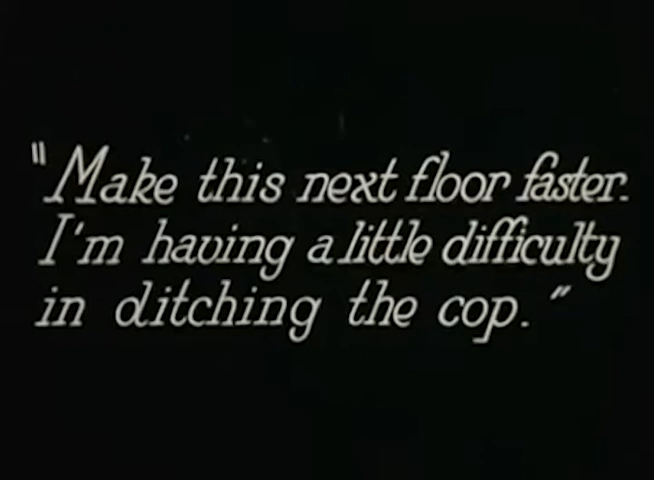 "Make this next floor faster.
I'm having a little difficulty
in ditching the cop."